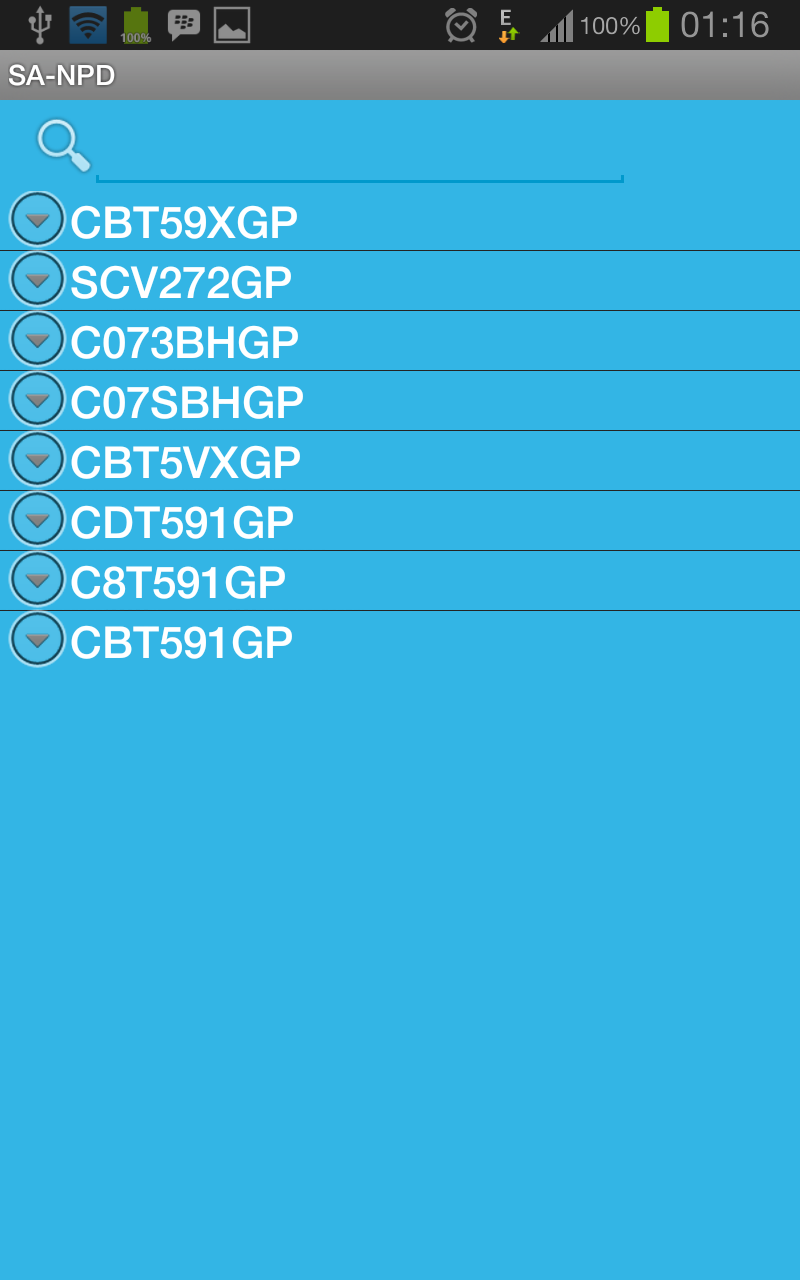 100%
E
100%
01:16
SA-NPD
CBT59XGP
SCV272GP
C073BHGP
C07SBHGP
CBT5VXGP
CDT591GP
C8T591GP
CBT591GP